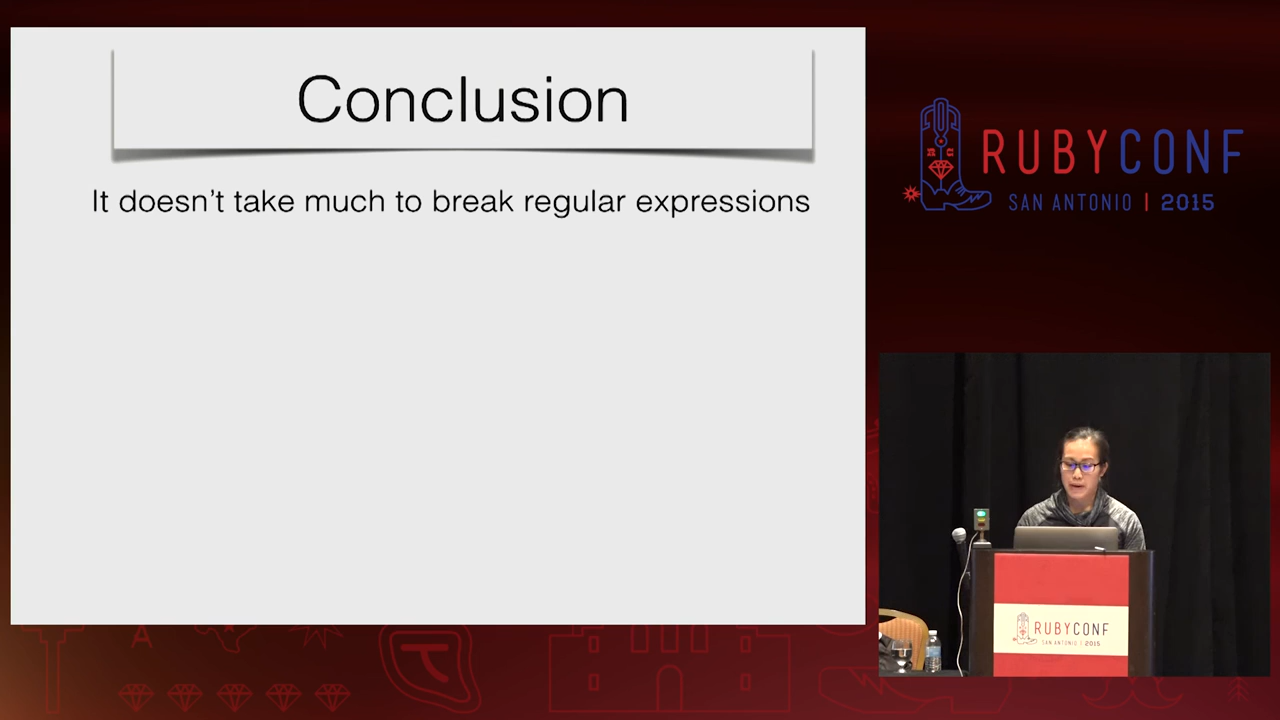 Conclusion
It doesn't take much to break regular expressions
RUBYCONF
SAN ANTONIO | 2015
RUBYCONF
SAN ANTONIO | 2015
A